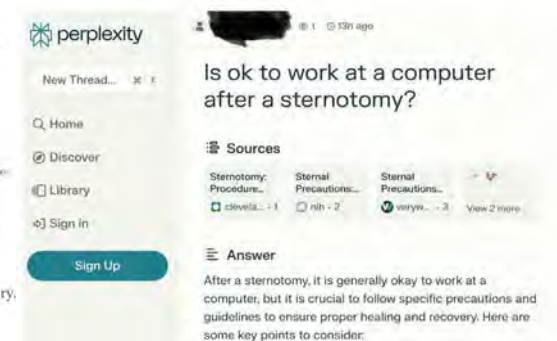 perplexity
New Thread...
Home
Discover
Library
Sign in
Sign Up
ry.
1 13h ago
Is ok to work at a computer
after a sternotomy?
Sources
Sternotomy:
Procedure...
clevela... · 1
Sternal
Precautions...
nih · 2
Sternal
Precautions...
veryw... · 3
View 2 more
Answer
After a sternotomy, it is generally okay to work at a
computer, but it is crucial to follow specific precautions and
guidelines to ensure proper healing and recovery. Here are
some key points to consider: